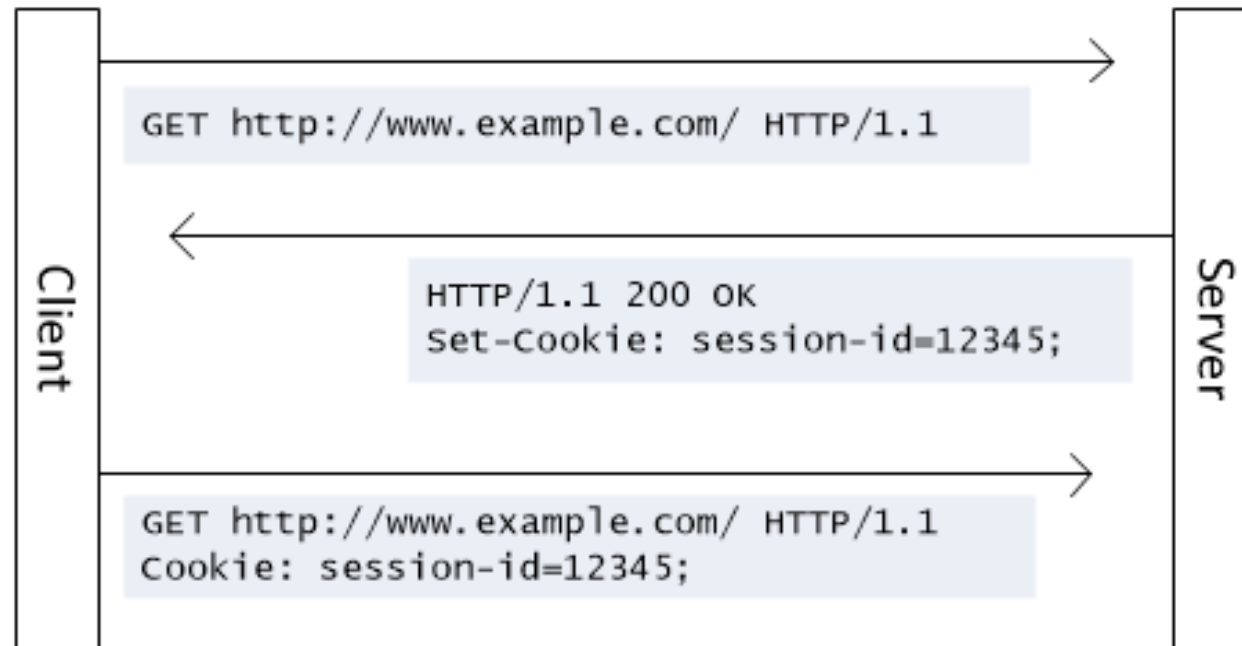 Client
GET http://www.example.com/ HTTP/1.1
HTTP/1.1 200 OK
Set-Cookie: session-id=12345;
GET http://www.example.com/ HTTP/1.1
Cookie: session-id=12345;
Server